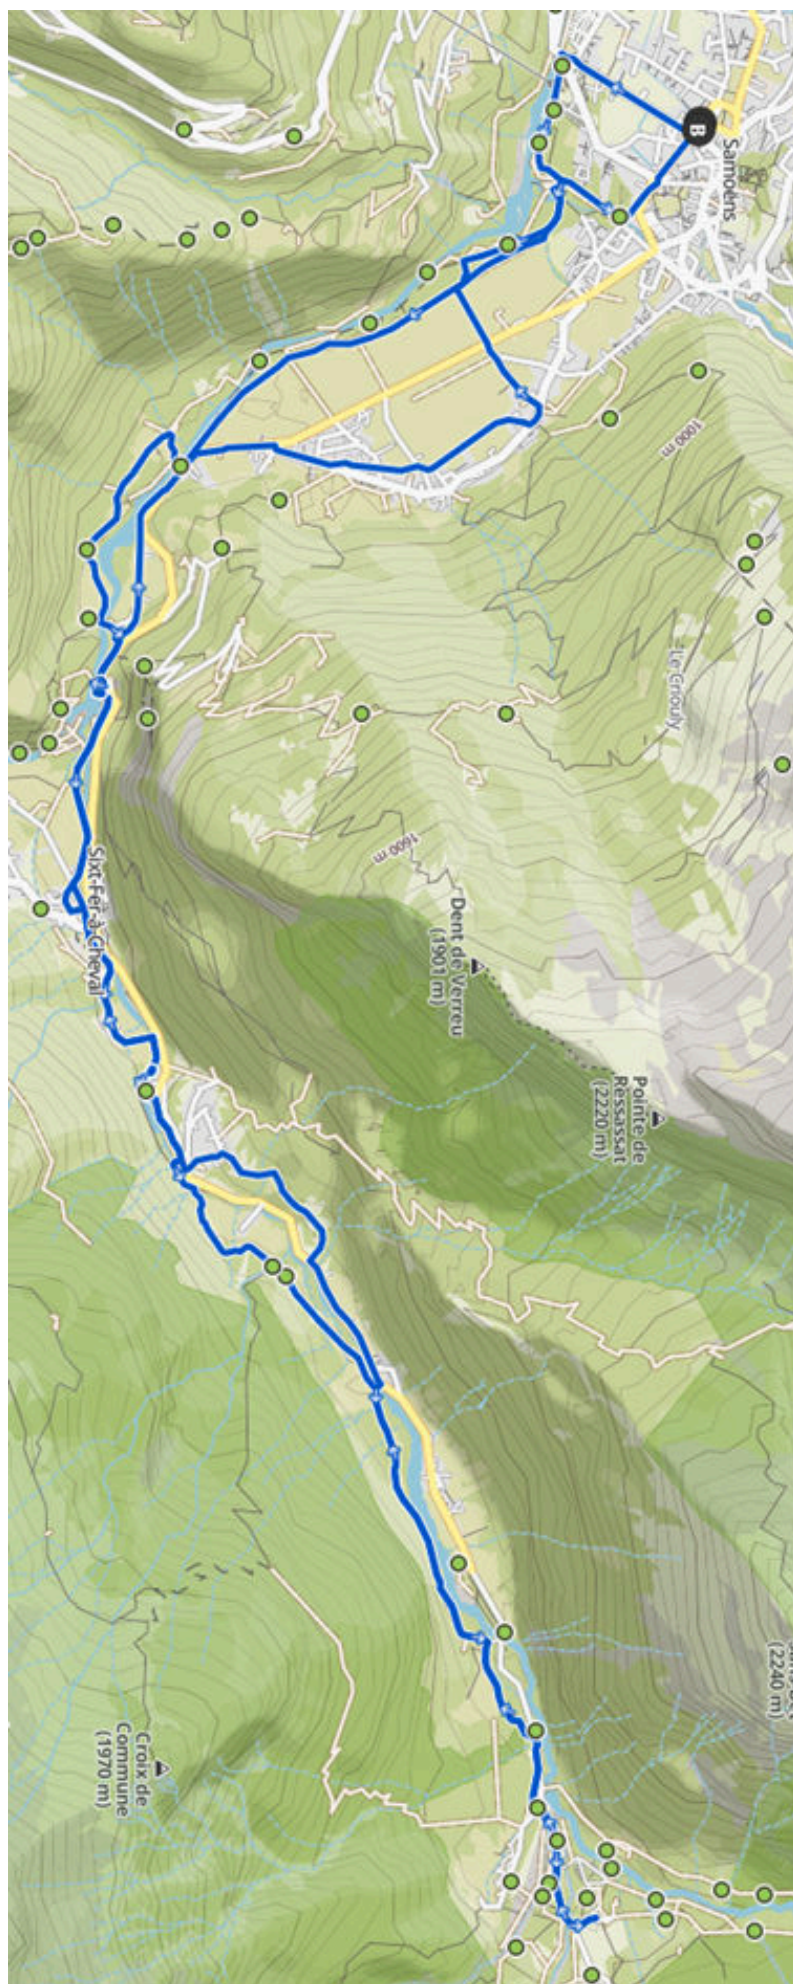 B
Samoëns
1000 m
Le Criouly
1600 m
Dent de Verreu
(1901 m)
Sixt-Fer-à-Cheval
Pointe de
Ressassat
(2220 m)
(2240 m)
Croix de
Commune
(1970 m)